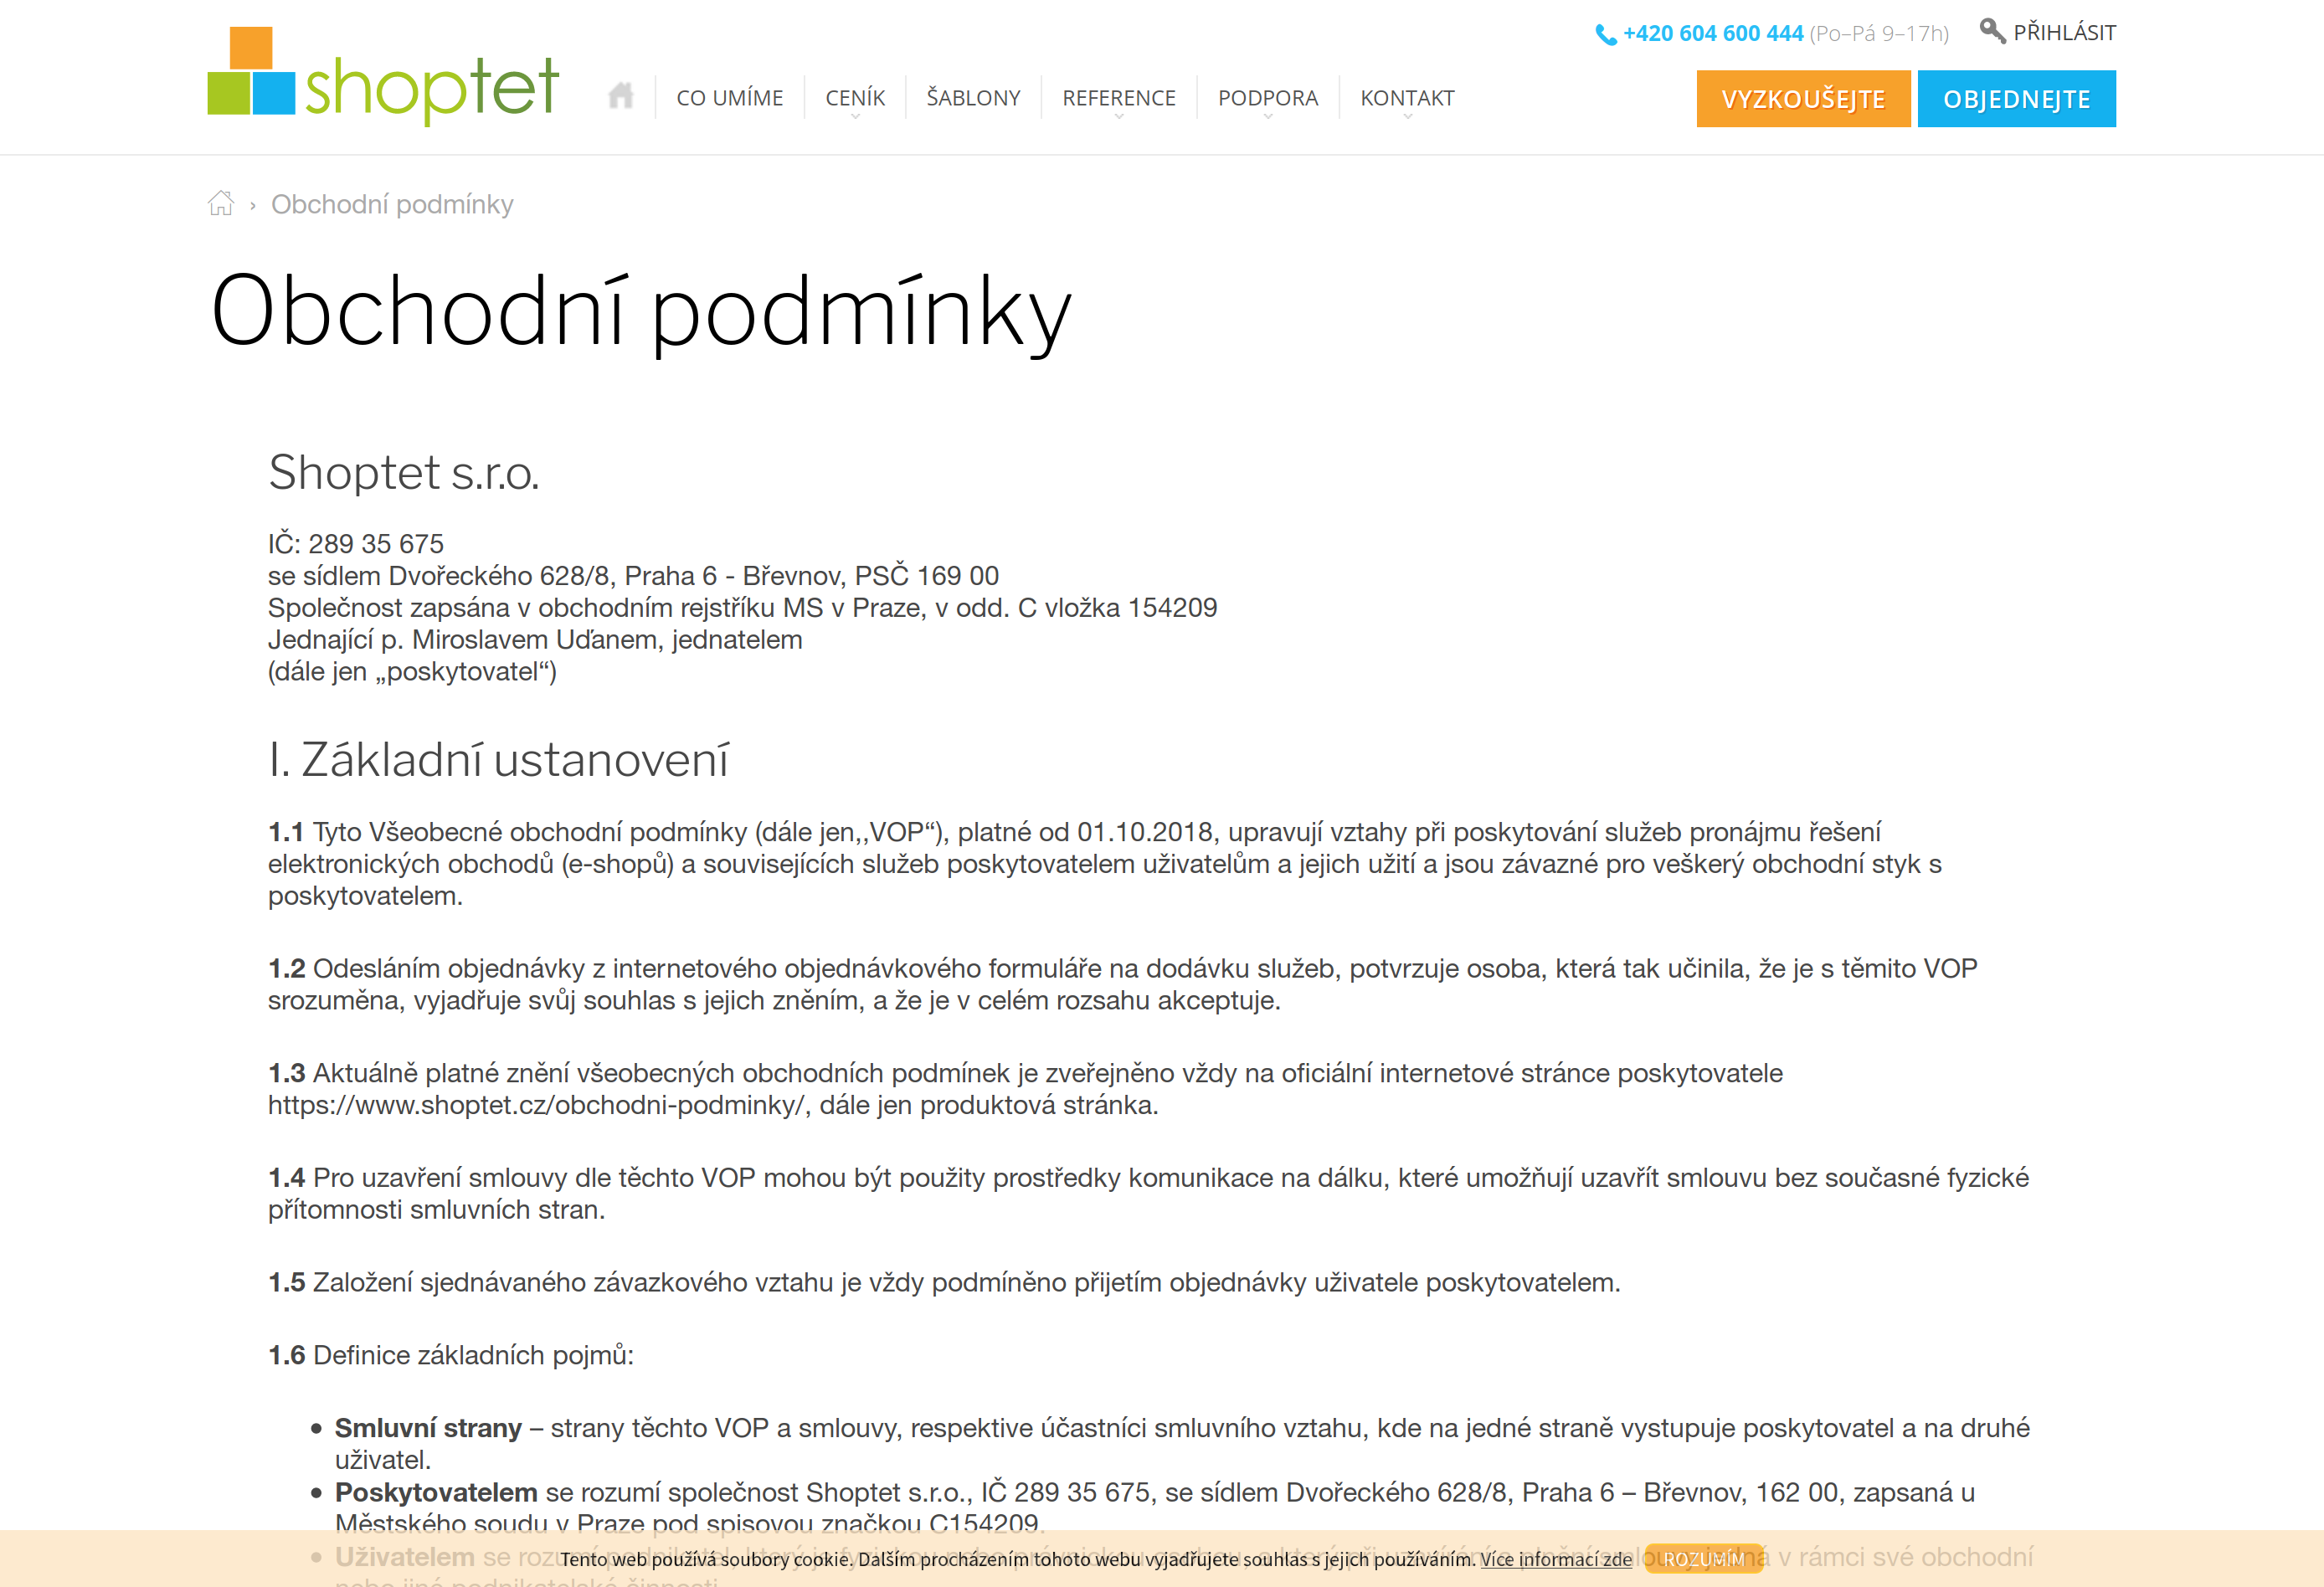 +420 604 600 444 (Po–Pá 9–17h)
PŘIHLÁSIT
shoptet
CO UMÍME
CENÍK
ŠABLONY
REFERENCE
PODPORA
KONTAKT
VYZKOUŠEJTE
OBJEDNEJTE
› Obchodní podmínky
Obchodní podmínky
Shoptet s.r.o.
IČ: 289 35 675
se sídlem Dvořeckého 628/8, Praha 6 - Břevnov, PSČ 169 00
Společnost zapsána v obchodním rejstříku MS v Praze, v odd. C vložka 154209
Jednající p. Miroslavem Uďanem, jednatelem
(dále jen „poskytovatel“)
I. Základní ustanovení
1.1 Tyto Všeobecné obchodní podmínky (dále jen,,VOP“), platné od 01.10.2018, upravují vztahy při poskytování služeb pronájmu řešení
elektronických obchodů (e-shopů) a souvisejících služeb poskytovatelem uživatelům a jejich užití a jsou závazné pro veškerý obchodní styk s
poskytovatelem.
1.2 Odesláním objednávky z internetového objednávkového formuláře na dodávku služeb, potvrzuje osoba, která tak učinila, že je s těmito VOP
srozuměna, vyjadřuje svůj souhlas s jejich zněním, a že je v celém rozsahu akceptuje.
1.3 Aktuálně platné znění všeobecných obchodních podmínek je zveřejněno vždy na oficiální internetové stránce poskytovatele
https://www.shoptet.cz/obchodni-podminky/, dále jen produktová stránka.
1.4 Pro uzavření smlouvy dle těchto VOP mohou být použity prostředky komunikace na dálku, které umožňují uzavřít smlouvu bez současné fyzické
přítomnosti smluvních stran.
1.5 Založení sjednávaného závazkového vztahu je vždy podmíněno přijetím objednávky uživatele poskytovatelem.
1.6 Definice základních pojmů:
● Smluvní strany – strany těchto VOP a smlouvy, respektive účastníci smluvního vztahu, kde na jedné straně vystupuje poskytovatel a na druhé
uživatel.
● Poskytovatelem se rozumí společnost Shoptet s.r.o., IČ 289 35 675, se sídlem Dvořeckého 628/8, Praha 6 – Břevnov, 162 00, zapsaná u
Městského soudu v Praze pod spisovou značkou C154209.
● Uživatelem se v rámci své obchodní
Tento web používá soubory cookie. Dalším procházením tohoto webu vyjadřujete souhlas s jejich používáním. Více informací zde
ROZUMÍM